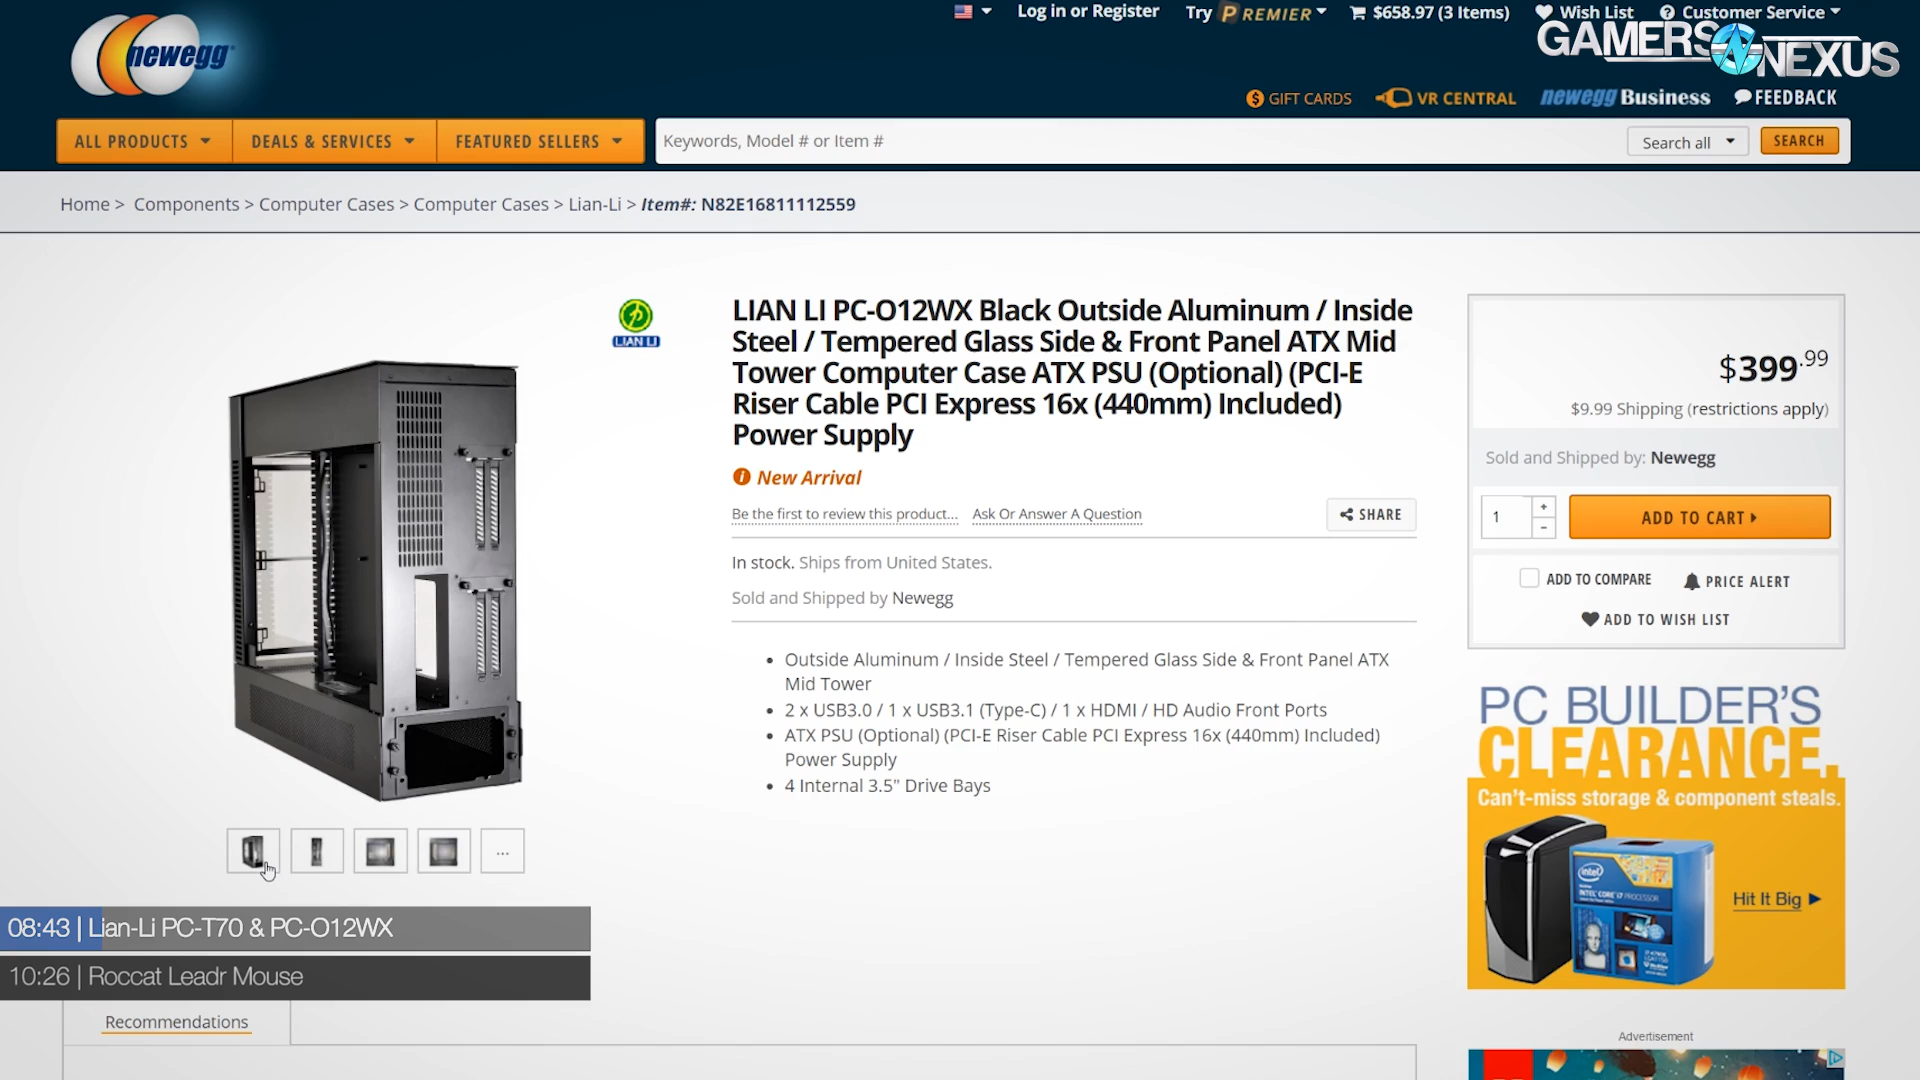 Log in or Register
Try PREMIER
$658.97 (3 Items)
Wish List
Customer Service
GAMERS NEXUS
newegg
GIFT CARDS
VR CENTRAL
newegg Business
FEEDBACK
ALL PRODUCTS
DEALS & SERVICES
FEATURED SELLERS
Keywords, Model # or Item #
Search all
SEARCH
Home > Components > Computer Cases > Computer Cases > Lian-Li > Item#: N82E16811112559
LIAN LI
LIAN LI PC-O12WX Black Outside Aluminum / Inside
Steel / Tempered Glass Side & Front Panel ATX Mid
Tower Computer Case ATX PSU (Optional) (PCI-E
Riser Cable PCI Express 16x (440mm) Included)
Power Supply
New Arrival
Be the first to review this product...
Ask Or Answer A Question
SHARE
In stock. Ships from United States.
Sold and Shipped by Newegg
• Outside Aluminum / Inside Steel / Tempered Glass Side & Front Panel ATX
Mid Tower
• 2 x USB3.0 / 1 x USB3.1 (Type-C) / 1 x HDMI / HD Audio Front Ports
• ATX PSU (Optional) (PCI-E Riser Cable PCI Express 16x (440mm) Included)
Power Supply
• 4 Internal 3.5" Drive Bays
$399.99
$9.99 Shipping (restrictions apply)
Sold and Shipped by: Newegg
1
+
-
ADD TO CART
ADD TO COMPARE
PRICE ALERT
ADD TO WISH LIST
PC BUILDER'S
CLEARANCE.
Can't-miss storage & component steals.
intel
INTEL CORE i7 PROCESSOR
Hit It Big
...
08:43 | Lian-Li PC-T70 & PC-O12WX
10:26 | Roccat Leadr Mouse
Recommendations
Advertisement